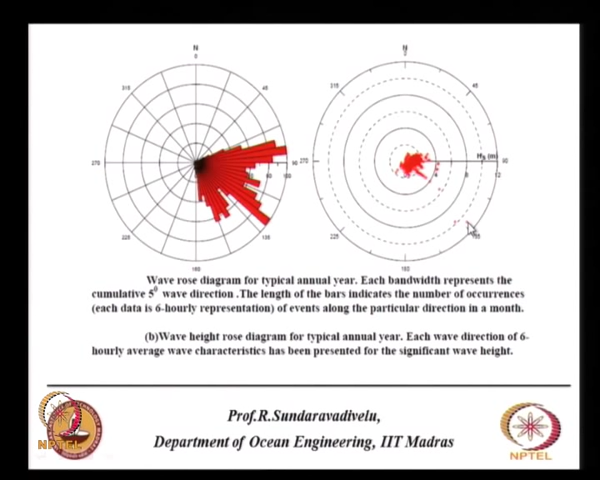 N
N
315
45
315
45
270
90
270
Hs (m)
90
8
12
225
135
225
180
180
Wave rose diagram for typical annual year. Each bandwidth represents the
cumulative 5⁰ wave direction .The length of the bars indicates the number of occurrences
(each data is 6-hourly representation) of events along the particular direction in a month.
(b)Wave height rose diagram for typical annual year. Each wave direction of 6-
hourly average wave characteristics has been presented for the significant wave height.
Prof.R.Sundaravadivelu,
Department of Ocean Engineering, IIT Madras
NPTEL
NPTEL